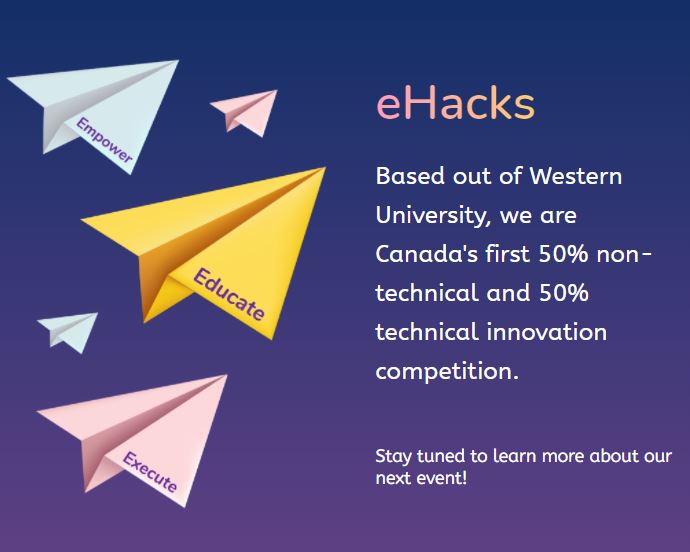 Empower
Educate
Execute
eHacks
Based out of Western
University, we are
Canada's first 50% non-
technical and 50%
technical innovation
competition.
Stay tuned to learn more about our
next event!